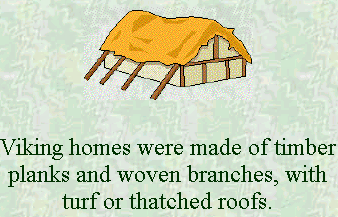 Viking homes were made of timber
planks and woven branches, with
turf or thatched roofs.